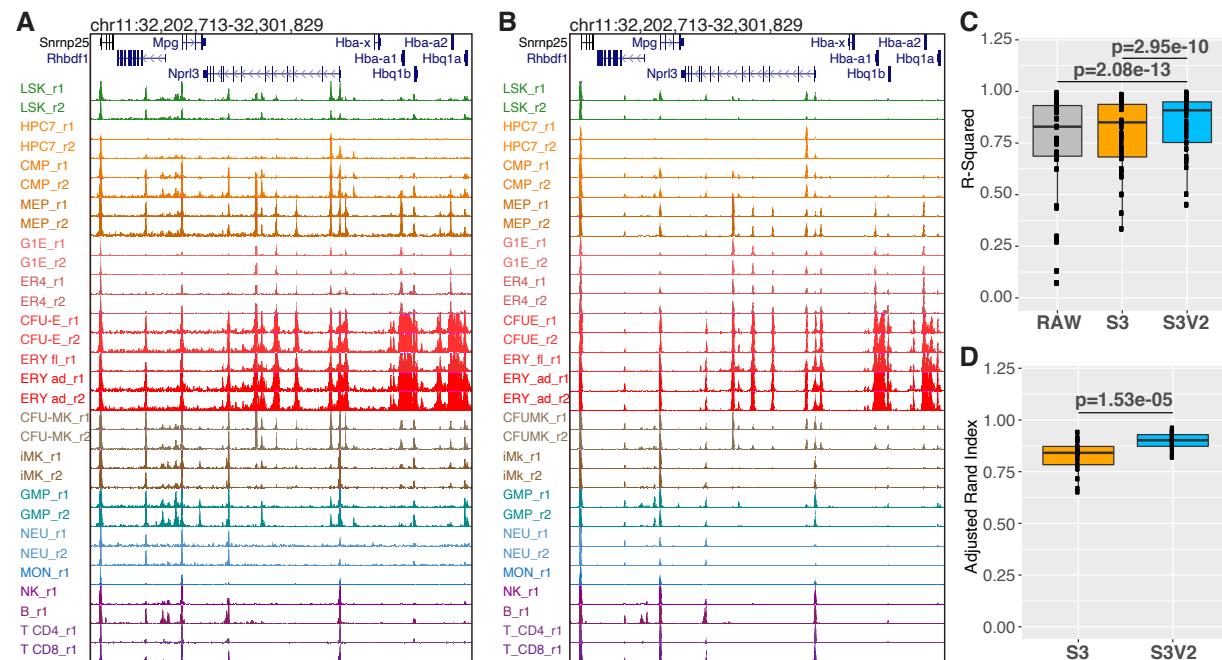 A
chr11:32,202,713-32,301,829
Snrnp25
Mpg
Hba-x
Hba-a2
Rhbdf1
Hba-a1
Hbq1a
Nprl3
Hbq1b
LSK_r1
LSK_r2
HPC7_r1
HPC7_r2
CMP_r1
CMP_r2
MEP_r1
MEP_r2
G1E_r1
G1E_r2
ER4_r1
ER4_r2
CFU-E_r1
CFU-E_r2
ERY fl_r1
ERY ad_r1
ERY ad_r2
CFU-MK_r1
CFU-MK_r2
iMK_r1
iMK_r2
GMP_r1
GMP_r2
NEU_r1
NEU_r2
MON_r1
NK_r1
B_r1
T CD4_r1
T CD8_r1
B
chr11:32,202,713-32,301,829
Snrnp25
Mpg
Hba-x
Hba-a2
Rhbdf1
Hba-a1
Hbq1a
Nprl3
Hbq1b
LSK_r1
LSK_r2
HPC7_r1
HPC7_r2
CMP_r1
CMP_r2
MEP_r1
MEP_r2
G1E_r1
G1E_r2
ER4_r1
ER4_r2
CFUE_r1
CFUE_r2
ERY_fl_r1
ERY_ad_r1
ERY_ad_r2
CFUMK_r1
CFUMK_r2
iMk_r1
iMk_r2
GMP_r1
GMP_r2
NEU_r1
NEU_r2
MON_r1
NK_r1
B_r1
T_CD4_r1
T_CD8_r1
C
R-Squared
1.25
1.00
0.75
0.50
0.25
0.00
p=2.95e-10
p=2.08e-13
RAW
S3
S3V2
D
Adjusted Rand Index
1.25
1.00
0.75
0.50
0.25
0.00
p=1.53e-05
S3
S3V2